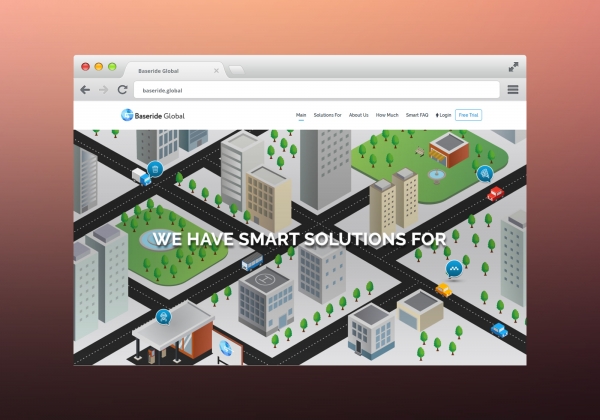 Baseride Global
baseride.global
Baseride Global
Main Solutions For About Us How Much Smart FAQ Login Free Trial
WE HAVE SMART SOLUTIONS FOR
H